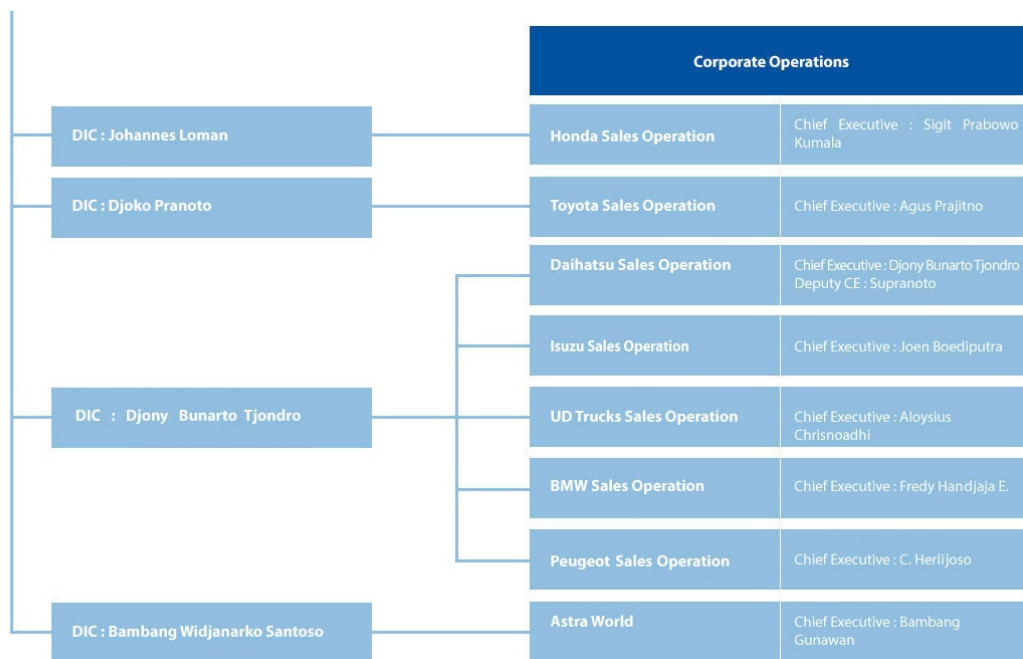 Corporate Operations
DIC : Johannes Loman
Honda Sales Operation
Chief Executive : Sigit Prabowo
Kumala
DIC : Djoko Pranoto
Toyota Sales Operation
Chief Executive : Agus Prajitno
Daihatsu Sales Operation
Chief Executive : Djony Bunarto Tjondro
Deputy CE : Supranoto
Isuzu Sales Operation
Chief Executive : Joen Boediputra
DIC : Djony Bunarto Tjondro
UD Trucks Sales Operation
Chief Executive : Aloysius
Chrisnoadhi
BMW Sales Operation
Chief Executive : Fredy Handjaja E.
Peugeot Sales Operation
Chief Executive : C. Herlijoso
DIC : Bambang Widjanarko Santoso
Astra World
Chief Executive : Bambang
Gunawan